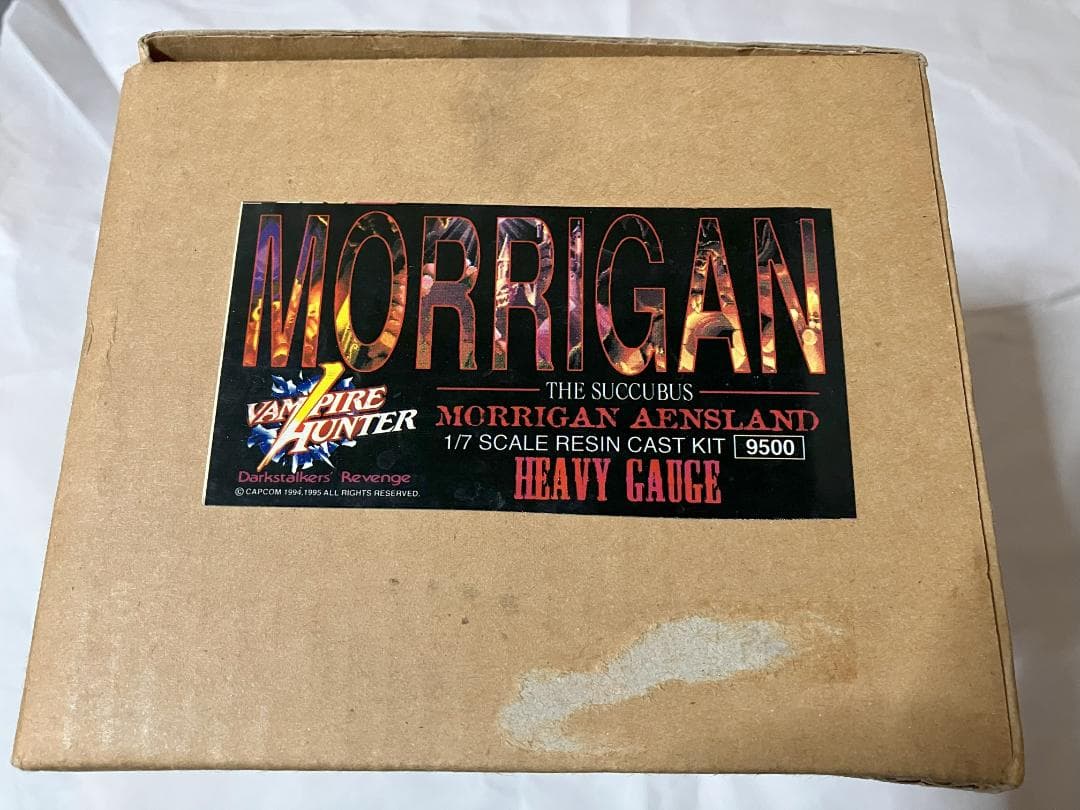 MORRIGAN
THE SUCCUBUS
MORRIGAN AENSLAND
1/7 SCALE RESIN CAST KIT 9500
HEAVY GAUGE
VAMPIRE
HUNTER
Darkstalkers' Revenge
© CAPCOM 1994,1995 ALL RIGHTS RESERVED.